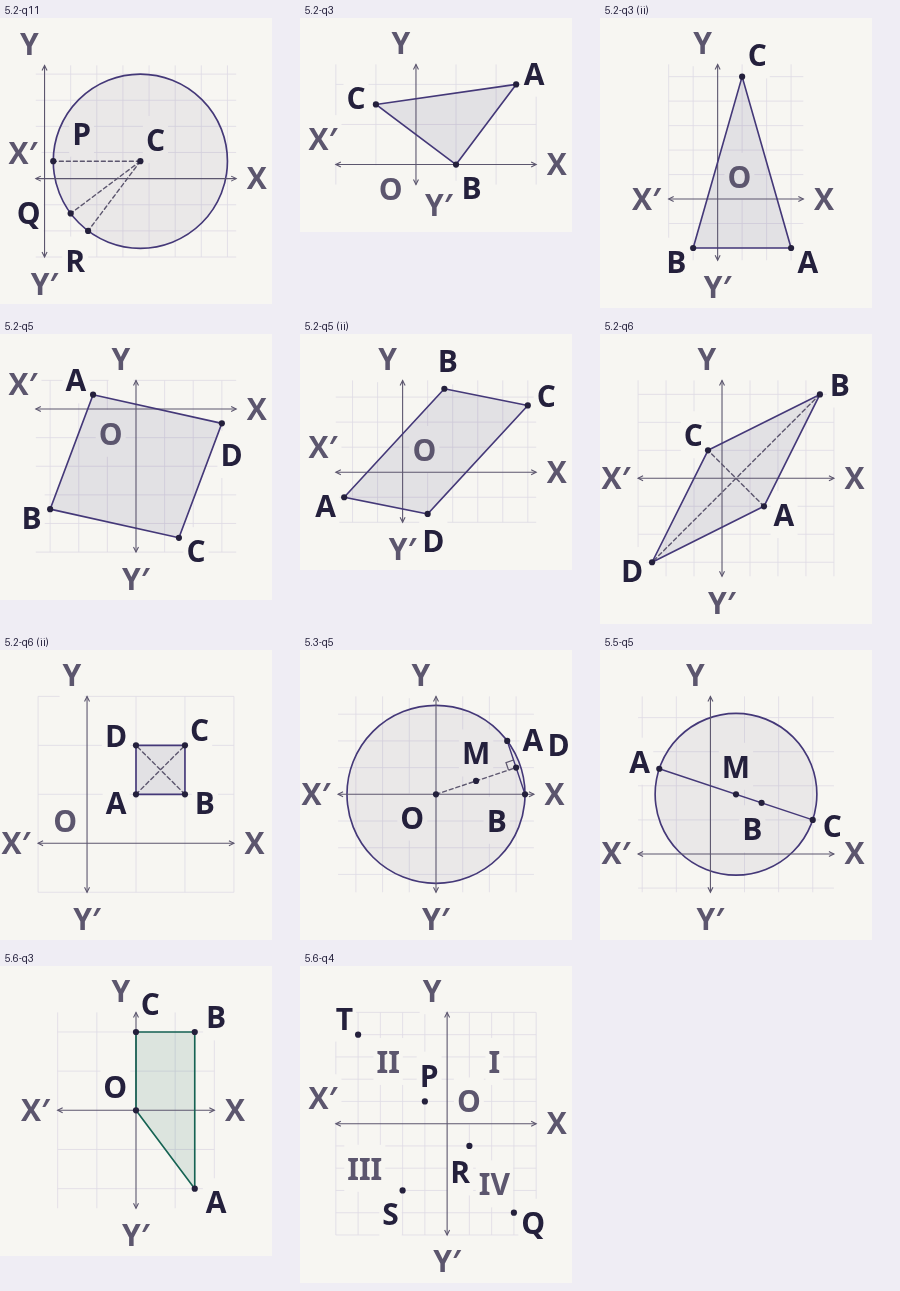 5.2-q11
Y
P
C
X′
X
Q
R
Y′
5.2-q3
Y
A
C
X′
X
O
B
Y′
5.2-q3 (ii)
Y
C
O
X′
X
B
A
Y′
5.2-q5
Y
X′
A
X
O
D
B
C
Y′
5.2-q5 (ii)
Y
B
C
X′
O
X
A
Y′
D
5.2-q6
Y
B
C
X′
X
A
D
Y′
5.2-q6 (ii)
Y
D
C
A
B
O
X′
X
Y′
5.3-q5
Y
A
D
M
X′
X
O
B
Y′
5.5-q5
Y
A
M
B
C
X′
X
Y′
5.6-q3
Y
C
B
O
X′
X
A
Y′
5.6-q4
Y
T
II
I
P
X′
O
X
III
R
IV
S
Q
Y′